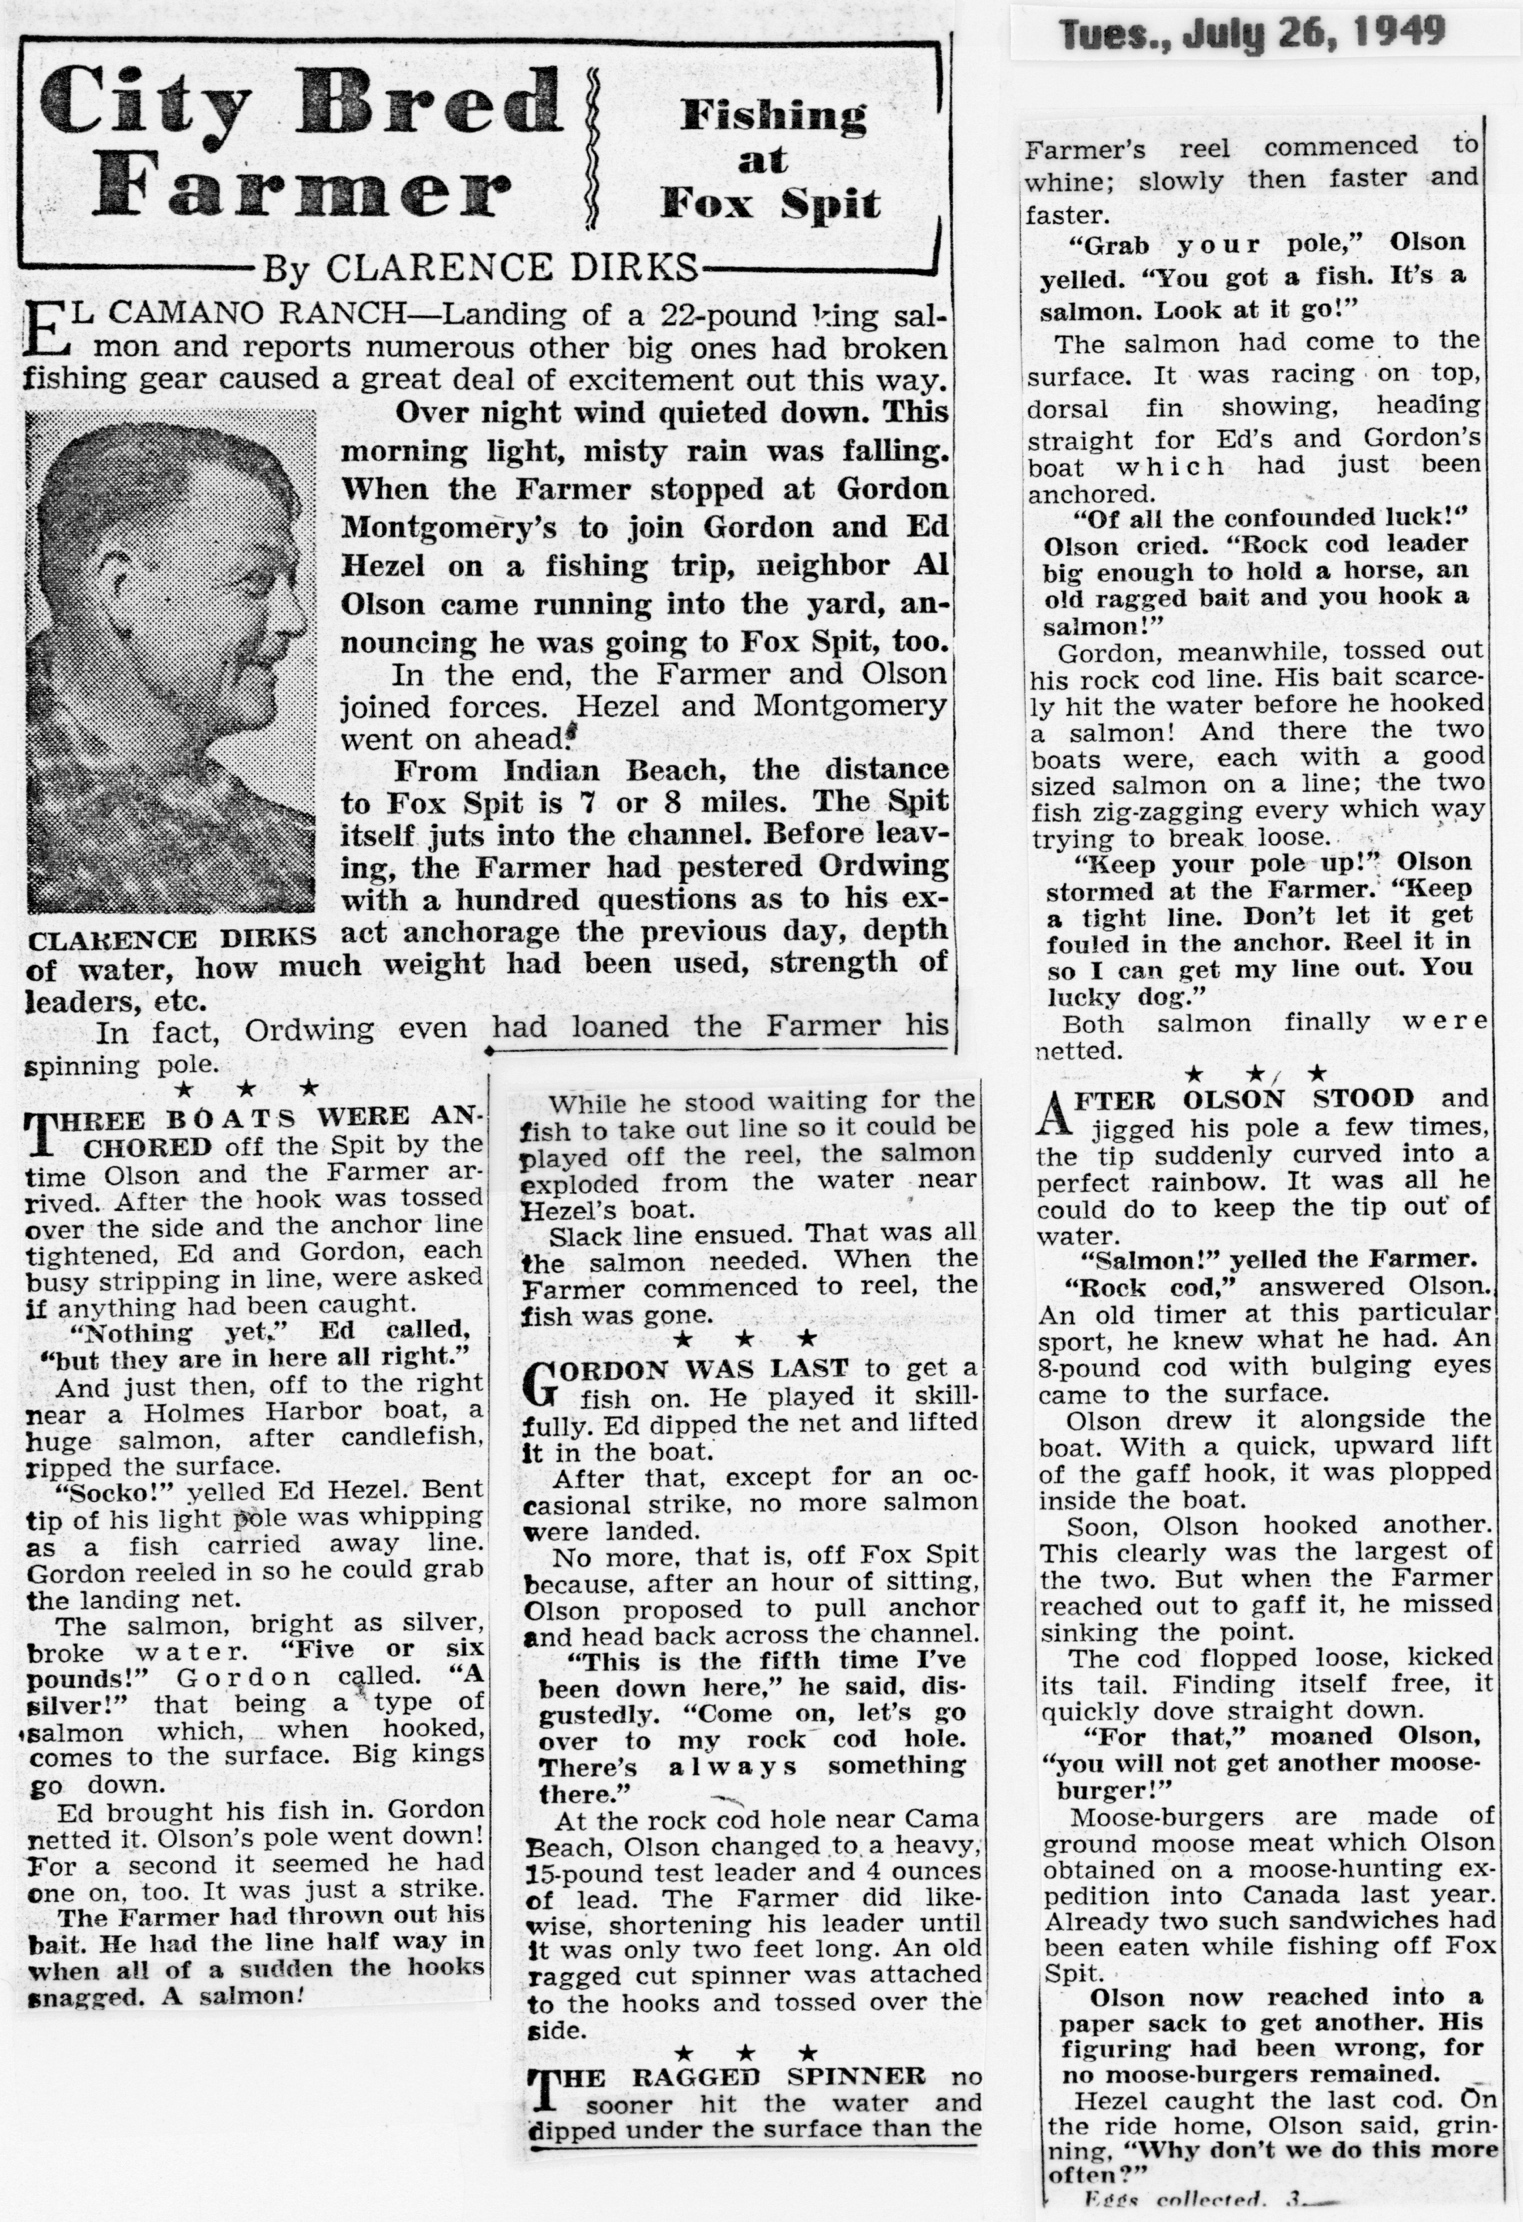 Tues., July 26, 1949
City Bred
Farmer
Fishing
at
Fox Spit
By CLARENCE DIRKS
EL CAMANO RANCH—Landing of a 22-pound king sal-
mon and reports numerous other big ones had broken
fishing gear caused a great deal of excitement out this way.
Over night wind quieted down. This
morning light, misty rain was falling.
When the Farmer stopped at Gordon
Montgomery's to join Gordon and Ed
Hezel on a fishing trip, neighbor Al
Olson came running into the yard, an-
nouncing he was going to Fox Spit, too.
In the end, the Farmer and Olson
joined forces. Hezel and Montgomery
went on ahead.
From Indian Beach, the distance
to Fox Spit is 7 or 8 miles. The Spit
itself juts into the channel. Before leav-
ing, the Farmer had pestered Ordwing
with a hundred questions as to his ex-
CLARENCE DIRKS
act anchorage the previous day, depth
of water, how much weight had been used, strength of
leaders, etc.
In fact, Ordwing even had loaned the Farmer his
spinning pole.
★ ★ ★
THREE BOATS WERE AN-
CHORED off the Spit by the
time Olson and the Farmer ar-
rived. After the hook was tossed
over the side and the anchor line
tightened, Ed and Gordon, each
busy stripping in line, were asked
if anything had been caught.
"Nothing yet," Ed called,
"but they are in here all right."
And just then, off to the right
near a Holmes Harbor boat, a
huge salmon, after candlefish,
ripped the surface.
"Socko!" yelled Ed Hezel. Bent
tip of his light pole was whipping
as a fish carried away line.
Gordon reeled in so he could grab
the landing net.
The salmon, bright as silver,
broke water. "Five or six
pounds!" Gordon called. "A
silver!" that being a type of
salmon which, when hooked,
comes to the surface. Big kings
go down.
Ed brought his fish in. Gordon
netted it. Olson's pole went down!
For a second it seemed he had
one on, too. It was just a strike.
The Farmer had thrown out his
bait. He had the line half way in
when all of a sudden the hooks
snagged. A salmon!
While he stood waiting for the
fish to take out line so it could be
played off the reel, the salmon
exploded from the water near
Hezel's boat.
Slack line ensued. That was all
the salmon needed. When the
Farmer commenced to reel, the
fish was gone.
★ ★ ★
GORDON WAS LAST to get a
fish on. He played it skill-
fully. Ed dipped the net and lifted
it in the boat.
After that, except for an oc-
casional strike, no more salmon
were landed.
No more, that is, off Fox Spit
because, after an hour of sitting,
Olson proposed to pull anchor
and head back across the channel.
"This is the fifth time I've
been down here," he said, dis-
gustedly. "Come on, let's go
over to my rock cod hole.
There's always something
there."
At the rock cod hole near Cama
Beach, Olson changed to a heavy,
15-pound test leader and 4 ounces
of lead. The Farmer did like-
wise, shortening his leader until
it was only two feet long. An old
ragged cut spinner was attached
to the hooks and tossed over the
side.
★ ★ ★
THE RAGGED SPINNER no
sooner hit the water and
dipped under the surface than the
Farmer's reel commenced to
whine; slowly then faster and
faster.
"Grab your pole," Olson
yelled. "You got a fish. It's a
salmon. Look at it go!"
The salmon had come to the
surface. It was racing on top,
dorsal fin showing, heading
straight for Ed's and Gordon's
boat which had just been
anchored.
"Of all the confounded luck!"
Olson cried. "Rock cod leader
big enough to hold a horse, an
old ragged bait and you hook a
salmon!"
Gordon, meanwhile, tossed out
his rock cod line. His bait scarce-
ly hit the water before he hooked
a salmon! And there the two
boats were, each with a good
sized salmon on a line; the two
fish zig-zagging every which way
trying to break loose.
"Keep your pole up!" Olson
stormed at the Farmer. "Keep
a tight line. Don't let it get
fouled in the anchor. Reel it in
so I can get my line out. You
lucky dog."
Both salmon finally were
netted.
★ ★ ★
AFTER OLSON STOOD and
jigged his pole a few times,
the tip suddenly curved into a
perfect rainbow. It was all he
could do to keep the tip out of
water.
"Salmon!" yelled the Farmer.
"Rock cod," answered Olson.
An old timer at this particular
sport, he knew what he had. An
8-pound cod with bulging eyes
came to the surface.
Olson drew it alongside the
boat. With a quick, upward lift
of the gaff hook, it was plopped
inside the boat.
Soon, Olson hooked another.
This clearly was the largest of
the two. But when the Farmer
reached out to gaff it, he missed
sinking the point.
The cod flopped loose, kicked
its tail. Finding itself free, it
quickly dove straight down.
"For that," moaned Olson,
"you will not get another moose-
burger!"
Moose-burgers are made of
ground moose meat which Olson
obtained on a moose-hunting ex-
pedition into Canada last year.
Already two such sandwiches had
been eaten while fishing off Fox
Spit.
Olson now reached into a
paper sack to get another. His
figuring had been wrong, for
no moose-burgers remained.
Hezel caught the last cod. On
the ride home, Olson said, grin-
ning, "Why don't we do this more
often?"
Eggs collected, 3